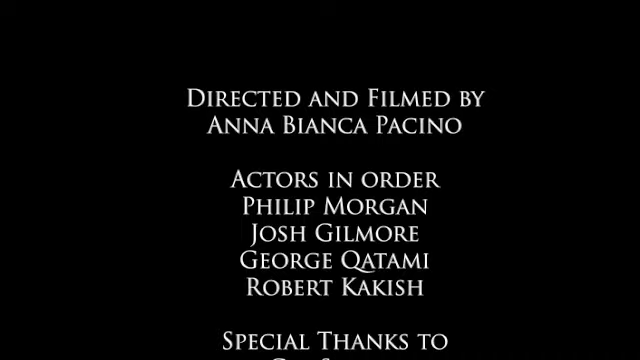 Directed and Filmed by
Anna Bianca Pacino
Actors in order
Philip Morgan
Josh Gilmore
George Qatami
Robert Kakish
Special Thanks to